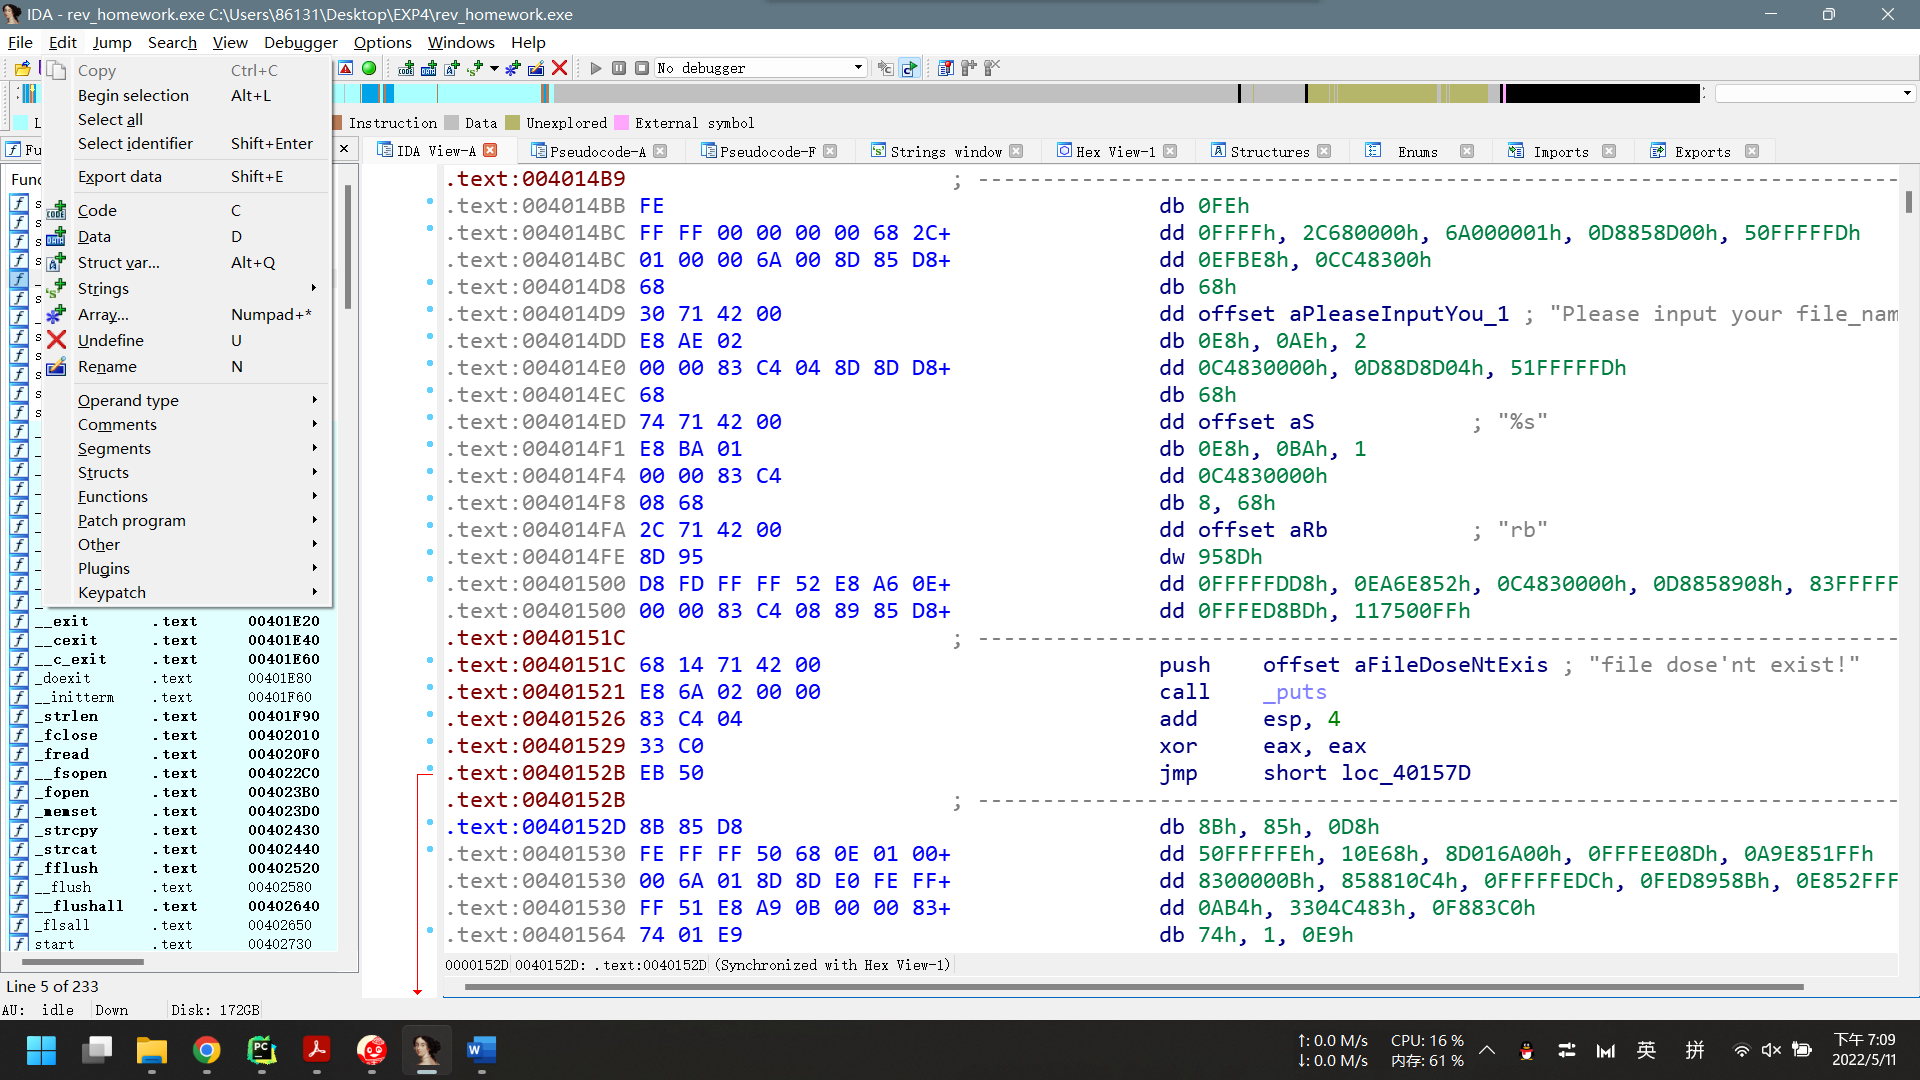 IDA - rev_homework.exe C:\Users\86131\Desktop\EXP4\rev_homework.exe
File Edit Jump Search View Debugger Options Windows Help
No debugger
Copy Ctrl+C
Begin selection Alt+L
Select all
Select identifier Shift+Enter
Export data Shift+E
Code C
Data D
Struct var... Alt+Q
Strings
Array... Numpad+*
Undefine U
Rename N
Operand type
Comments
Segments
Structs
Functions
Patch program
Other
Plugins
Keypatch
Instruction Data Unexplored External symbol
IDA View-A Pseudocode-A Pseudocode-F Strings window Hex View-1 Structures Enums Imports Exports
.text:004014B9 ; ---------------------------------------------------------------------------
.text:004014BB FE db 0FEh
.text:004014BC FF FF 00 00 00 00 68 2C+ dd 0FFFFh, 2C680000h, 6A000001h, 0D8858D00h, 50FFFFFDh
.text:004014BC 01 00 00 6A 00 8D 85 D8+ dd 0EFBE8h, 0CC48300h
.text:004014D8 68 db 68h
.text:004014D9 30 71 42 00 dd offset aPleaseInputYou_1 ; "Please input your file_nam
.text:004014DD E8 AE 02 db 0E8h, 0AEh, 2
.text:004014E0 00 00 83 C4 04 8D 8D D8+ dd 0C4830000h, 0D88D8D04h, 51FFFFFDh
.text:004014EC 68 db 68h
.text:004014ED 74 71 42 00 dd offset aS ; "%s"
.text:004014F1 E8 BA 01 db 0E8h, 0BAh, 1
.text:004014F4 00 00 83 C4 dd 0C4830000h
.text:004014F8 08 68 db 8, 68h
.text:004014FA 2C 71 42 00 dd offset aRb ; "rb"
.text:004014FE 8D 95 dw 958Dh
.text:00401500 D8 FD FF FF 52 E8 A6 0E+ dd 0FFFFFDD8h, 0EA6E852h, 0C4830000h, 0D8858908h, 83FFFFF
.text:00401500 00 00 83 C4 08 89 85 D8+ dd 0FFFED8BDh, 117500FFh
.text:0040151C ; ---------------------------------------------------------------------------
.text:0040151C 68 14 71 42 00 push offset aFileDoseNtExis ; "file dose'nt exist!"
.text:00401521 E8 6A 02 00 00 call _puts
.text:00401526 83 C4 04 add esp, 4
.text:00401529 33 C0 xor eax, eax
.text:0040152B EB 50 jmp short loc_40157D
.text:0040152B ; ---------------------------------------------------------------------------
.text:0040152D 8B 85 D8 db 8Bh, 85h, 0D8h
.text:00401530 FE FF FF 50 68 0E 01 00+ dd 50FFFFFEh, 10E68h, 8D016A00h, 0FFFEE08Dh, 0A9E851FFh
.text:00401530 00 6A 01 8D 8D E0 FE FF+ dd 8300000Bh, 858810C4h, 0FFFFFEDCh, 0FED8958Bh, 0E852FFF
.text:00401530 FF 51 E8 A9 0B 00 00 83+ dd 0AB4h, 3304C483h, 0F883C0h
.text:00401564 74 01 E9 db 74h, 1, 0E9h
0000152D 0040152D: .text:0040152D (Synchronized with Hex View-1)
__exit .text 00401E20
__cexit .text 00401E40
__c_exit .text 00401E60
_doexit .text 00401E80
__initterm .text 00401F60
_strlen .text 00401F90
_fclose .text 00402010
_fread .text 004020F0
__fsopen .text 004022C0
_fopen .text 004023B0
_memset .text 004023D0
_strcpy .text 00402430
_strcat .text 00402440
_fflush .text 00402520
__flush .text 00402580
__flushall .text 00402640
_flsall .text 00402650
start .text 00402730
Line 5 of 233
AU: idle Down Disk: 172GB
↑: 0.0 M/s CPU: 16 %
↓: 0.0 M/s 内存: 61 %
英 拼
下午 7:09
2022/5/11